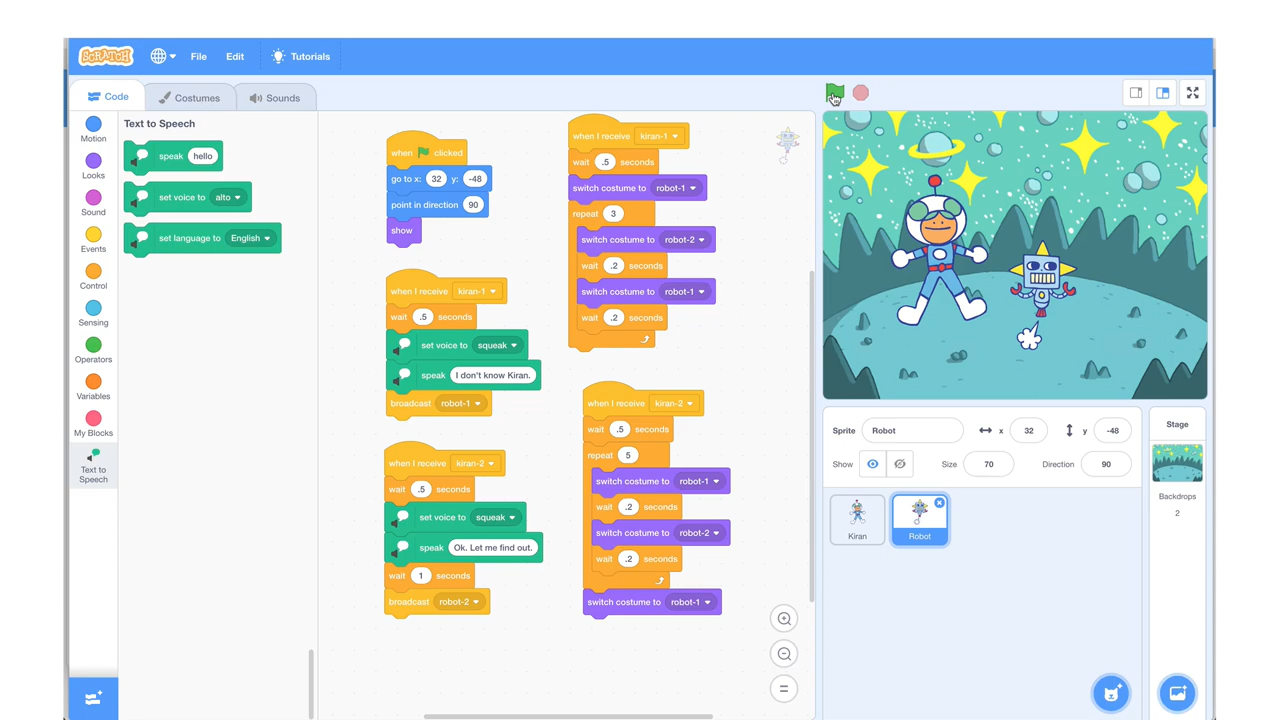 SCRATCH File Edit Tutorials
Code Costumes Sounds
Motion
Looks
Sound
Events
Control
Sensing
Operators
Variables
My Blocks
Text to Speech
Text to Speech
speak hello
set voice to alto
set language to English
when clicked
go to x: 32 y: -48
point in direction 90
show
when I receive kiran-1
wait .5 seconds
set voice to squeak
speak I don't know Kiran.
broadcast robot-1
when I receive kiran-2
wait .5 seconds
set voice to squeak
speak Ok. Let me find out.
wait 1 seconds
broadcast robot-2
when I receive kiran-1
wait .5 seconds
switch costume to robot-1
repeat 3
switch costume to robot-2
wait .2 seconds
switch costume to robot-1
wait .2 seconds
when I receive kiran-2
wait .5 seconds
repeat 5
switch costume to robot-1
wait .2 seconds
switch costume to robot-2
wait .2 seconds
switch costume to robot-1
Sprite Robot x 32 y -48
Show Size 70 Direction 90
Kiran
Robot
Stage
Backdrops
2